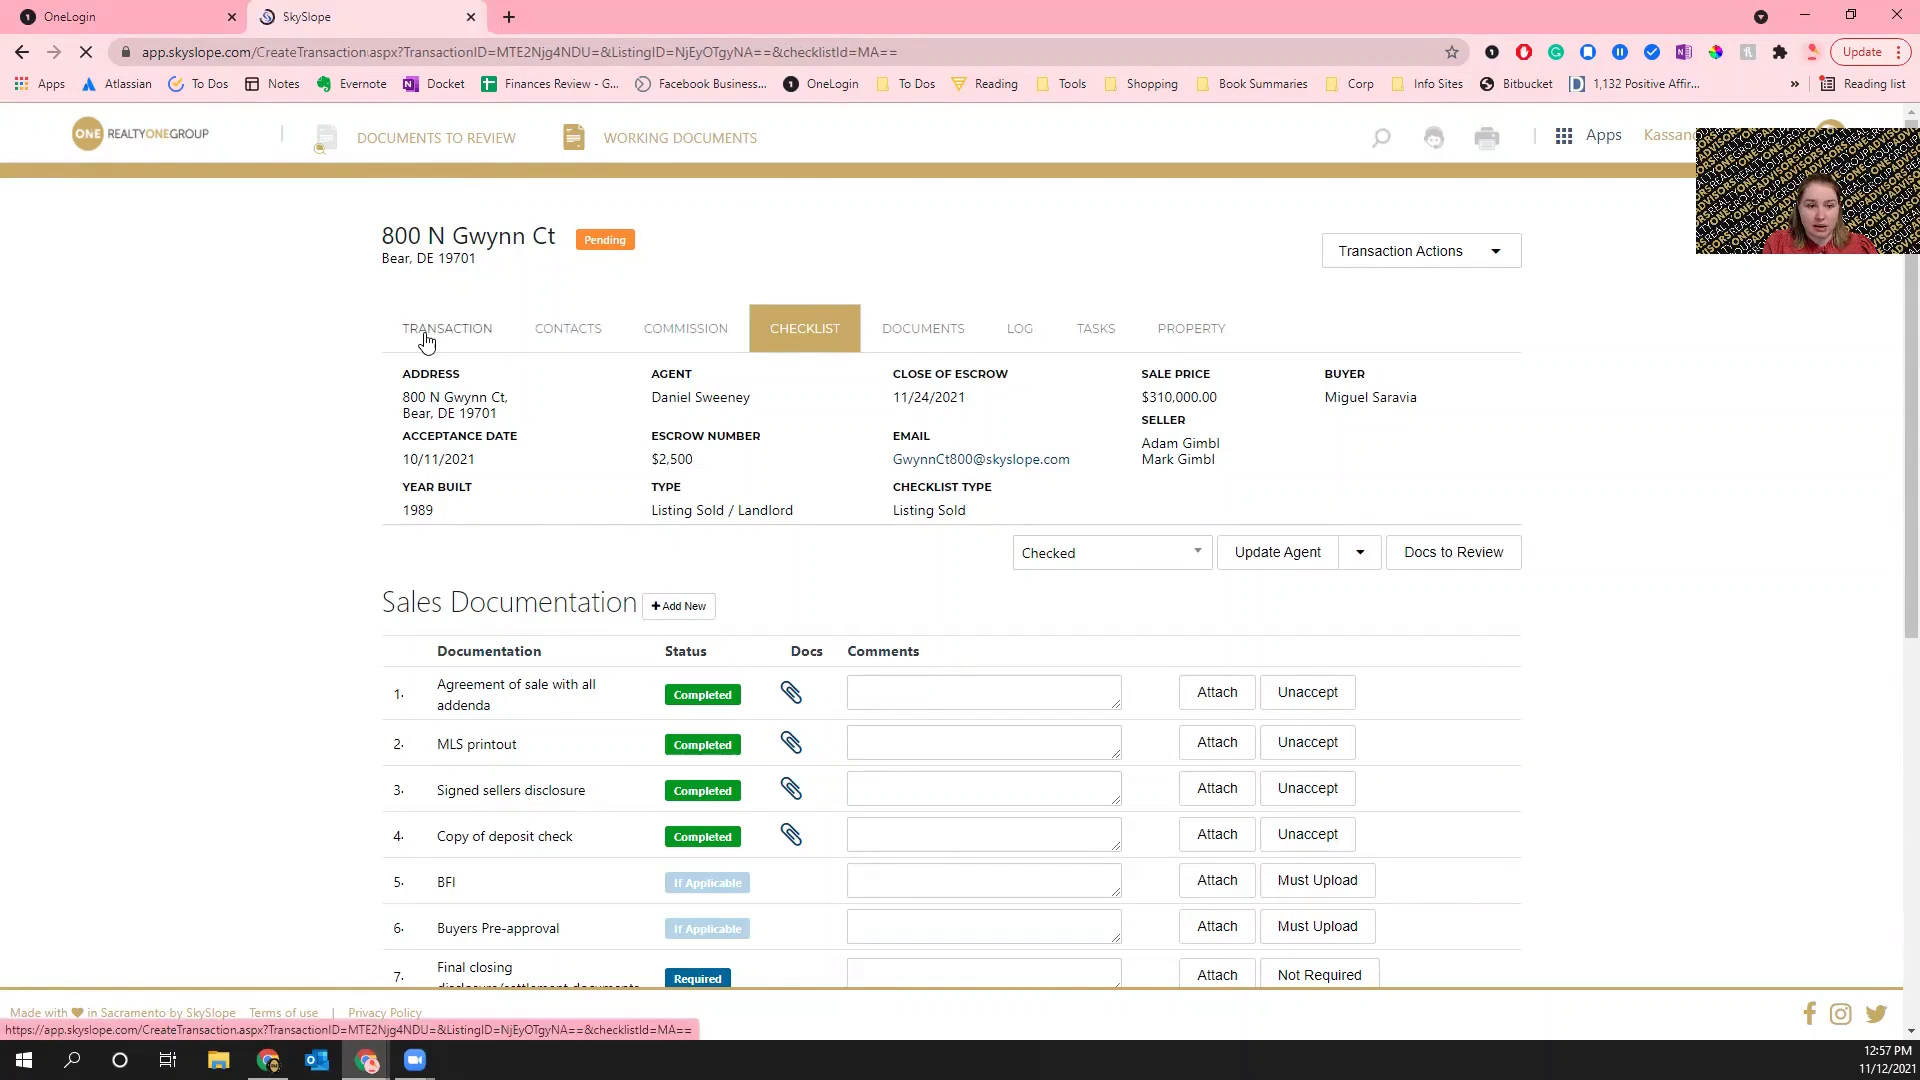 OneLogin
SkySlope
app.skyslope.com/CreateTransaction.aspx?TransactionID=MTE2Njg4NDU=&ListingID=NjEyOTgyNA==&checklistId=MA==
Update
Apps
Atlassian
To Dos
Notes
Evernote
Docket
Finances Review - G...
Facebook Business...
OneLogin
To Dos
Reading
Tools
Shopping
Book Summaries
Corp
Info Sites
Bitbucket
1,132 Positive Affir...
»
Reading list
ONE REALTYONEGROUP
DOCUMENTS TO REVIEW
WORKING DOCUMENTS
Apps
800 N Gwynn Ct
Pending
Bear, DE 19701
Transaction Actions
TRANSACTION
CONTACTS
COMMISSION
CHECKLIST
DOCUMENTS
LOG
TASKS
PROPERTY
ADDRESS
800 N Gwynn Ct,
Bear, DE 19701
AGENT
Daniel Sweeney
CLOSE OF ESCROW
11/24/2021
SALE PRICE
$310,000.00
BUYER
Miguel Saravia
SELLER
Adam Gimbl
Mark Gimbl
ACCEPTANCE DATE
10/11/2021
ESCROW NUMBER
$2,500
EMAIL
GwynnCt800@skyslope.com
YEAR BUILT
1989
TYPE
Listing Sold / Landlord
CHECKLIST TYPE
Listing Sold
Checked
Update Agent
Docs to Review
Sales Documentation
+ Add New
Documentation Status Docs Comments
1. Agreement of sale with all
addenda
Completed
Attach
Unaccept
2. MLS printout
Completed
Attach
Unaccept
3. Signed sellers disclosure
Completed
Attach
Unaccept
4. Copy of deposit check
Completed
Attach
Unaccept
5. BFI
If Applicable
Attach
Must Upload
6. Buyers Pre-approval
If Applicable
Attach
Must Upload
7. Final closing
disclosure/settlement documents
Required
Attach
Not Required
Made with in Sacramento by SkySlope
Terms of use
|
Privacy Policy
https://app.skyslope.com/CreateTransaction.aspx?TransactionID=MTE2Njg4NDU=&ListingID=NjEyOTgyNA==&checklistId=MA==
12:57 PM
11/12/2021